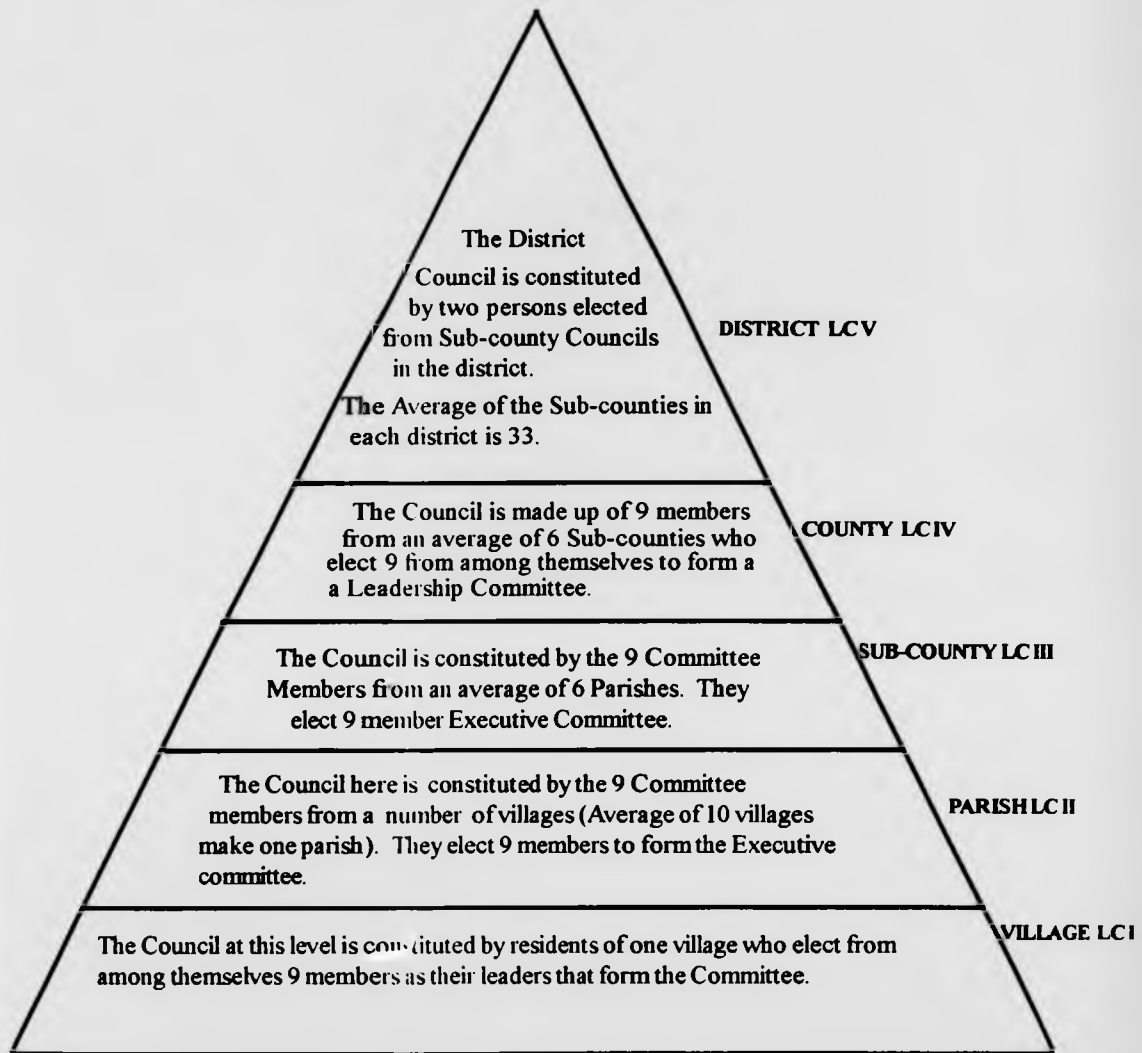 The District
Council is constituted
by two persons elected
from Sub-county Councils
in the district.
The Average of the Sub-counties in
each district is 33.
DISTRICT LC V
The Council is made up of 9 members
from an average of 6 Sub-counties who
elect 9 from among themselves to form a
a Leadership Committee.
COUNTY LC IV
The Council is constituted by the 9 Committee
Members from an average of 6 Parishes. They
elect 9 member Executive Committee.
SUB-COUNTY LC III
The Council here is constituted by the 9 Committee
members from a number of villages (Average of 10 villages
make one parish). They elect 9 members to form the Executive
committee.
PARISH LC II
The Council at this level is constituted by residents of one village who elect from
among themselves 9 members as their leaders that form the Committee.
VILLAGE LC I